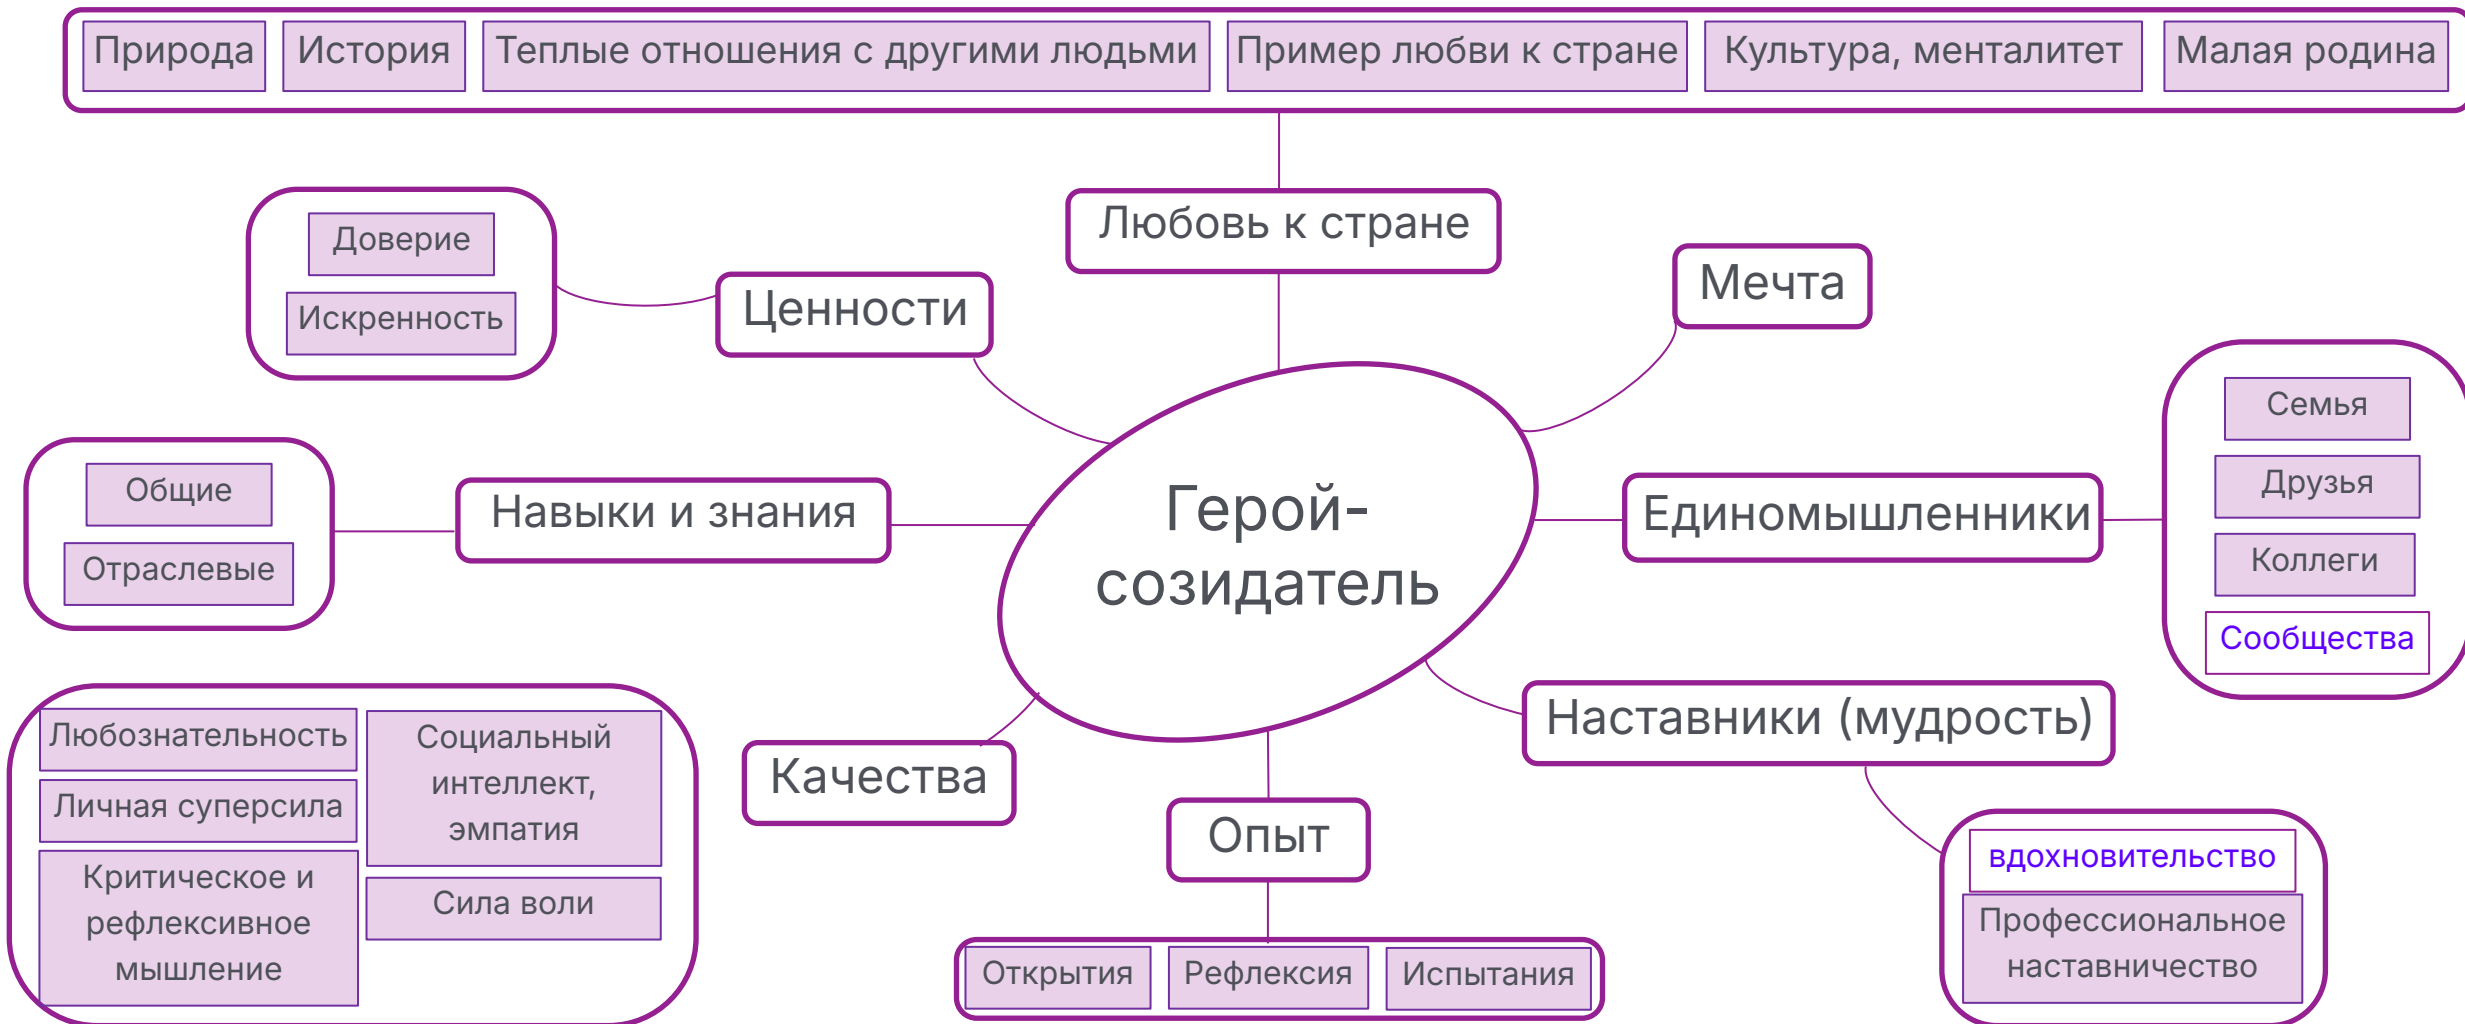 Природа
История
Теплые отношения с другими людьми
Пример любви к стране
Культура, менталитет
Малая родина
Любовь к стране
Доверие
Искренность
Ценности
Мечта
Общие
Отраслевые
Навыки и знания
Герой-
созидатель
Единомышленники
Семья
Друзья
Коллеги
Сообщества
Любознательность
Личная суперсила
Критическое и
рефлексивное
мышление
Социальный
интеллект,
эмпатия
Сила воли
Качества
Опыт
Открытия
Рефлексия
Испытания
Наставники (мудрость)
вдохновительство
Профессиональное
наставничество